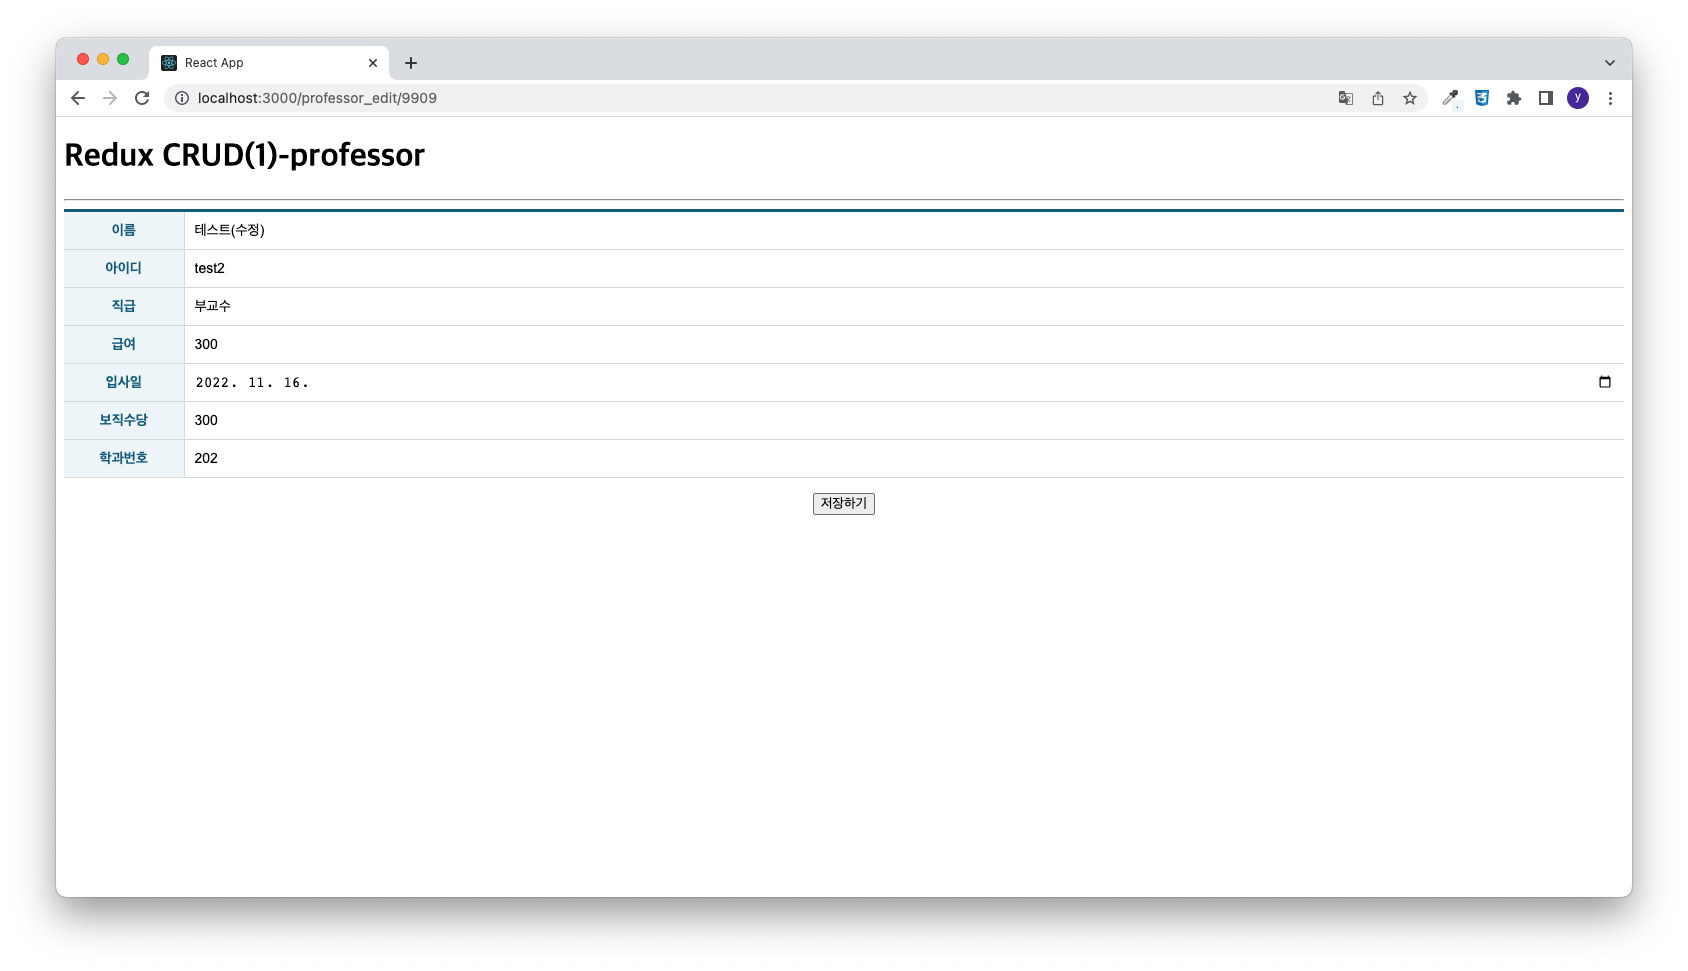 React App
localhost:3000/professor_edit/9909
y
Redux CRUD(1)-professor
이름 테스트(수정)
아이디 test2
직급 부교수
급여 300
입사일 2022. 11. 16.
보직수당 300
학과번호 202
저장하기